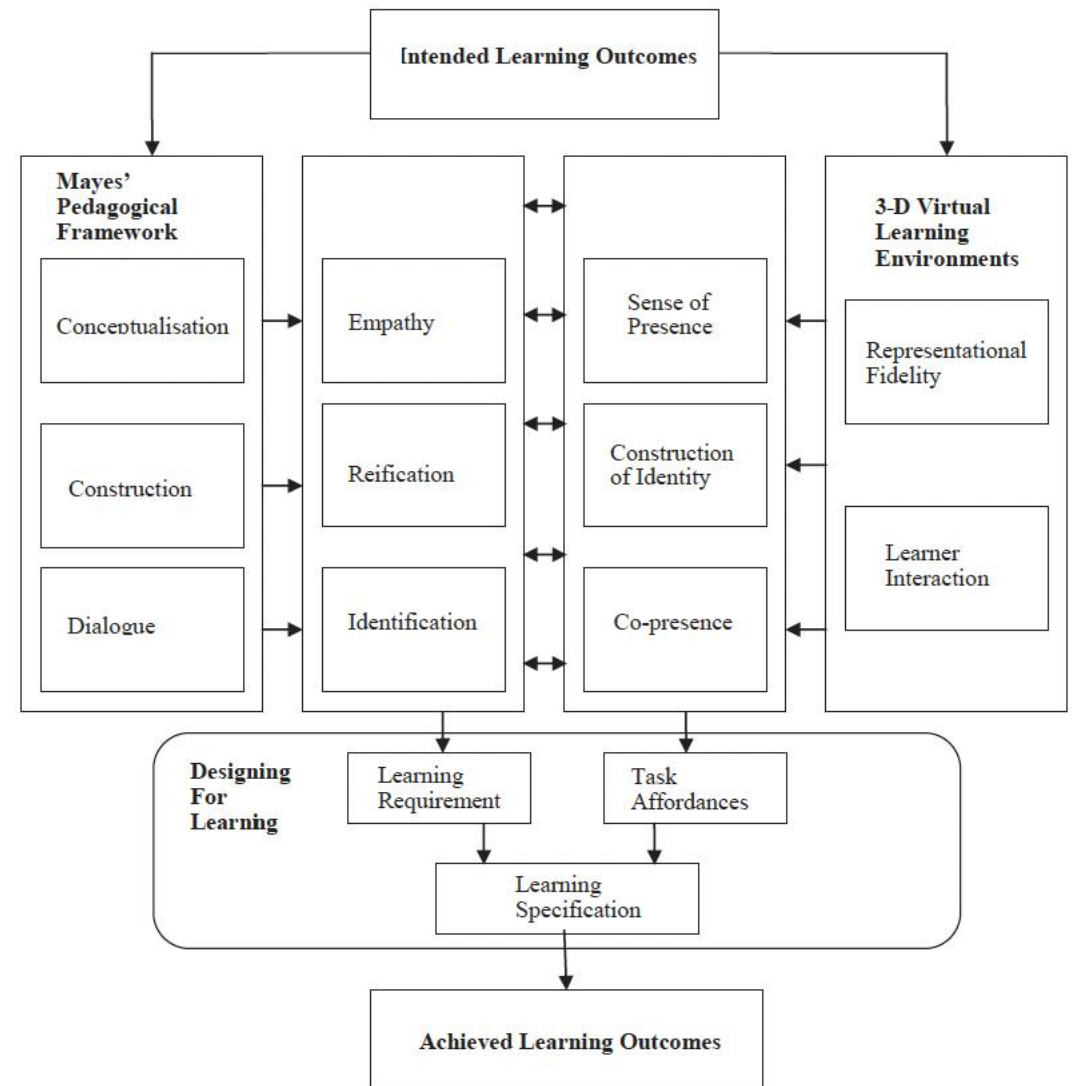 Intended Learning Outcomes
Mayes'
Pedagogical
Framework
Conceptualisation
Construction
Dialogue
Empathy
Reification
Identification
Sense of
Presence
Construction
of Identity
Co-presence
3-D Virtual
Learning
Environments
Representational
Fidelity
Learner
Interaction
Designing
For
Learning
Learning
Requirement
Task
Affordances
Learning
Specification
Achieved Learning Outcomes